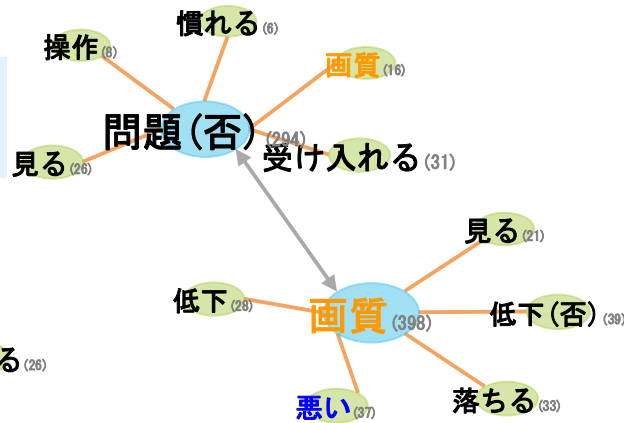 慣れる(6)
操作(8)
画質(16)
問題(否)(294)
受け入れる(31)
見る(26)
見る(21)
低下(28)
画質(398)
低下(否)(39)
る(26)
悪い(37)
落ちる(33)